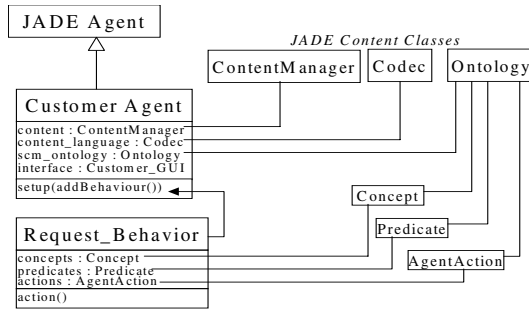 JADE Agent
JADE Content Classes
ContentManager
Codec
Ontology
Customer Agent
content : ContentManager
content_language : Codec
scm_ontology : Ontology
interface : Customer_GUI
setup(addBehaviour())
Concept
Predicate
AgentAction
Request_Behavior
concepts : Concept
predicates : Predicate
actions : AgentAction
action()